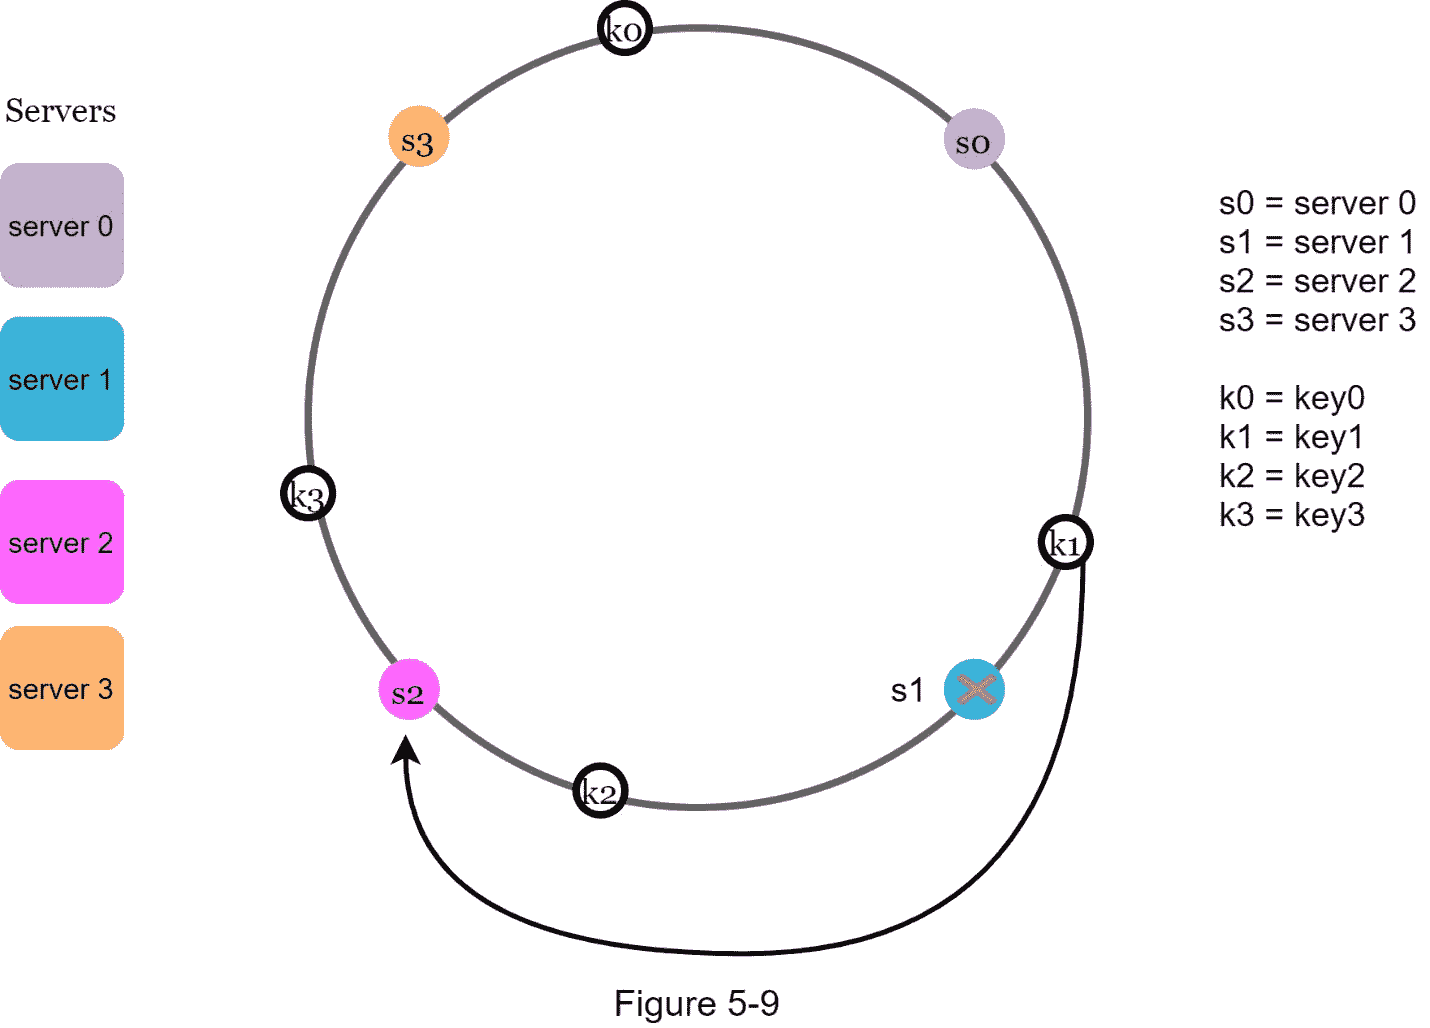 Servers
server 0
server 1
server 2
server 3
k0
s3
s0
k3
k1
s2
s1
k2
s0 = server 0
s1 = server 1
s2 = server 2
s3 = server 3
k0 = key0
k1 = key1
k2 = key2
k3 = key3
Figure 5-9